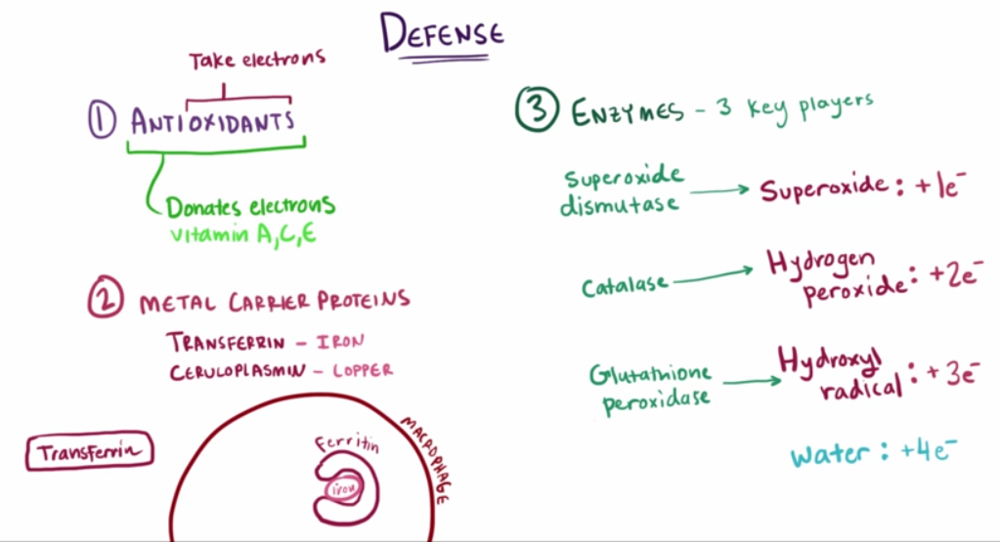 DEFENSE
Take electrons
1 ANTIOXIDANTS
Donates electrons
vitamin A,C,E
2 METAL CARRIER PROTEINS
TRANSFERRIN - IRON
CERULOPLASMIN - COPPER
Transferrin
Ferritin
iron
MACROPHAGE
3 ENZYMES - 3 key players
Superoxide
dismutase
Superoxide: +1e⁻
Catalase
Hydrogen
peroxide: +2e⁻
Glutathione
peroxidase
Hydroxyl
radical: +3e⁻
water: +4e⁻